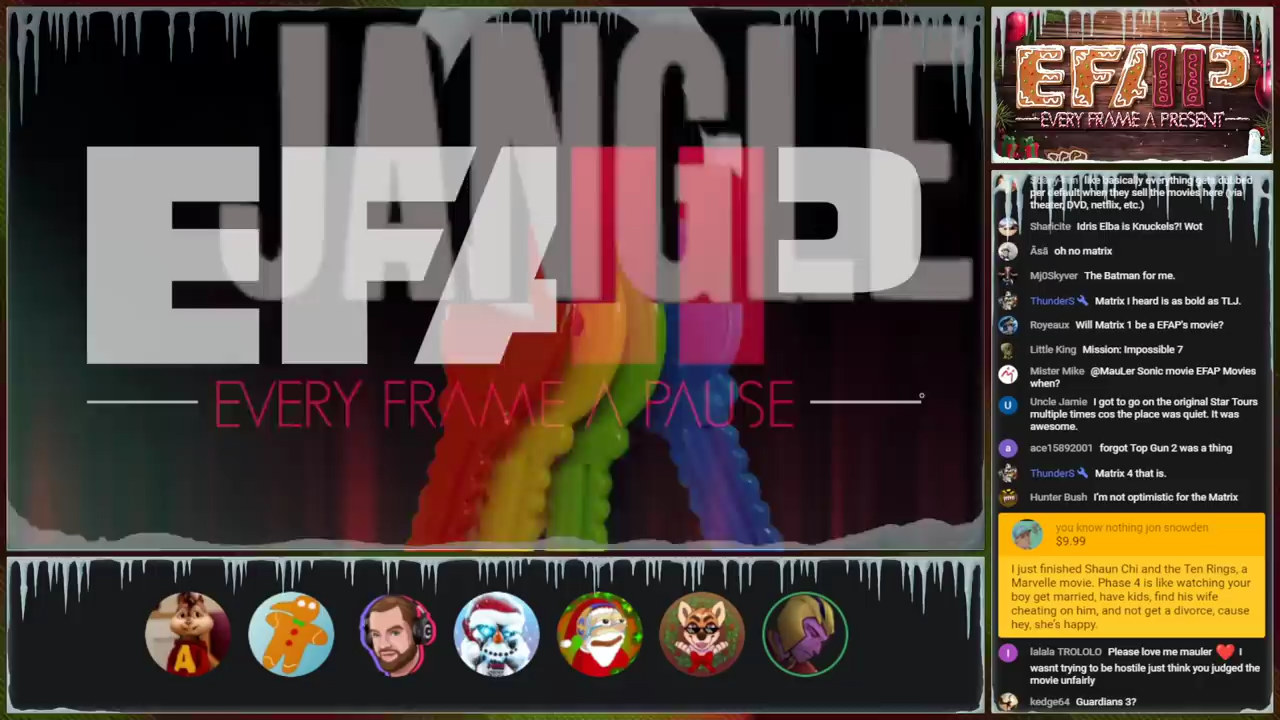 JANGLE
EFAP
EVERY FRAME A PAUSE
EFAP
EVERY FRAME A PRESENT
like basically everything gets dubbed
per default when they sell the movies here (via
theater, DVD, netflix, etc.)
Sharicite Idris Elba is Knuckels?! Wot
Äsä oh no matrix
Mj0Skyver The Batman for me.
ThunderS Matrix I heard is as bold as TLJ.
Royeaux Will Matrix 1 be a EFAP's movie?
Little King Mission: Impossible 7
Mister Mike @MauLer Sonic movie EFAP Movies
when?
Uncle Jamie I got to go on the original Star Tours
multiple times cos the place was quiet. It was
awesome.
ace15892001 forgot Top Gun 2 was a thing
ThunderS Matrix 4 that is.
Hunter Bush I'm not optimistic for the Matrix
you know nothing jon snowden
$9.99
I just finished Shaun Chi and the Ten Rings, a
Marvelle movie. Phase 4 is like watching your
boy get married, have kids, find his wife
cheating on him, and not get a divorce, cause
hey, she's happy.
lalala TROLOLO Please love me mauler ❤️ I
wasnt trying to be hostile just think you judged the
movie unfairly
kedge64 Guardians 3?